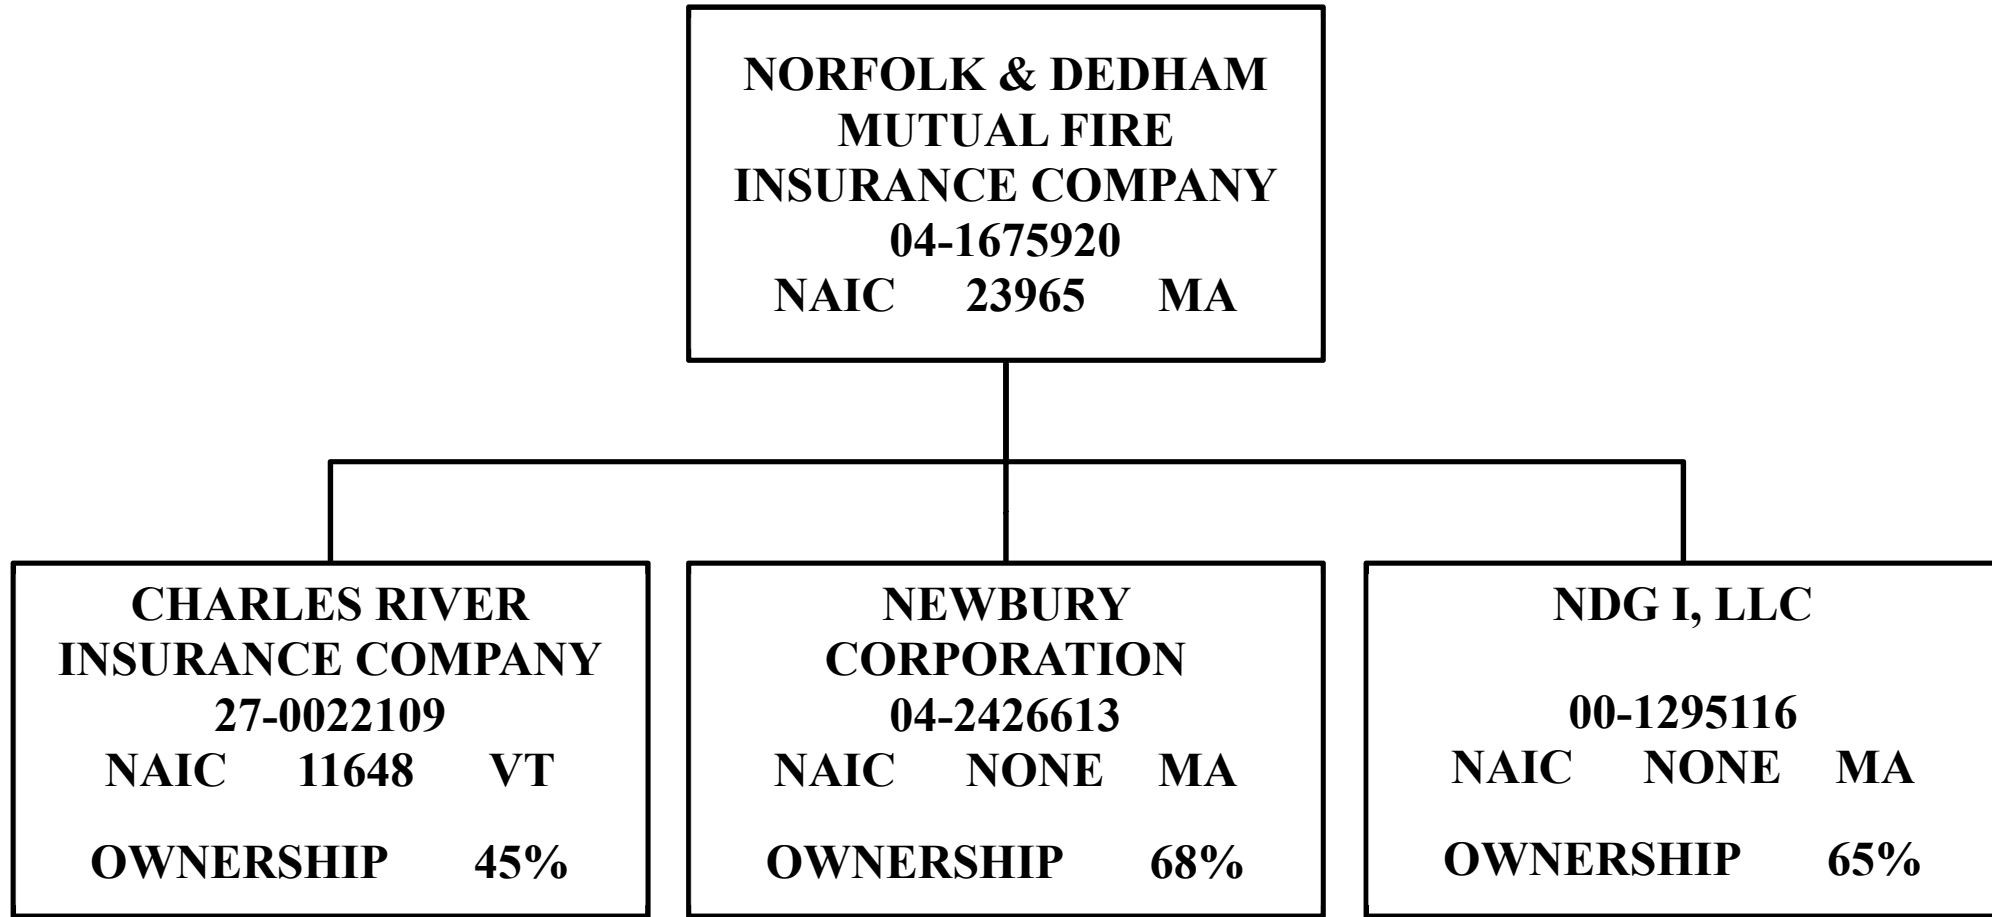 NORFOLK & DEDHAM
MUTUAL FIRE
INSURANCE COMPANY
04-1675920
NAIC 23965 MA
CHARLES RIVER
INSURANCE COMPANY
27-0022109
NAIC 11648 VT
OWNERSHIP 45%
NEWBURY
CORPORATION
04-2426613
NAIC NONE MA
OWNERSHIP 68%
NDG I, LLC
00-1295116
NAIC NONE MA
OWNERSHIP 65%